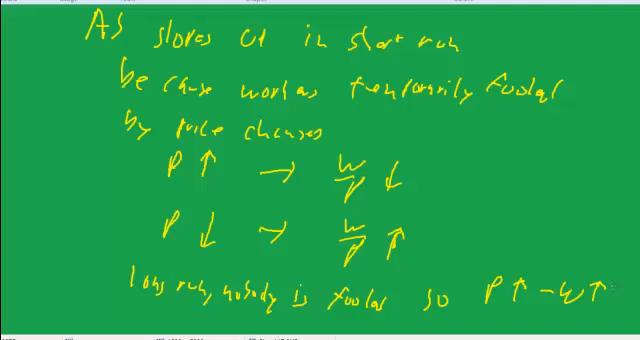 AS slopes up in short run
because workers temporarily fooled
by price changes
P ↑ → W/P ↓
P ↓ → W/P ↑
long run, nobody is fooled so P ↑ – W ↑